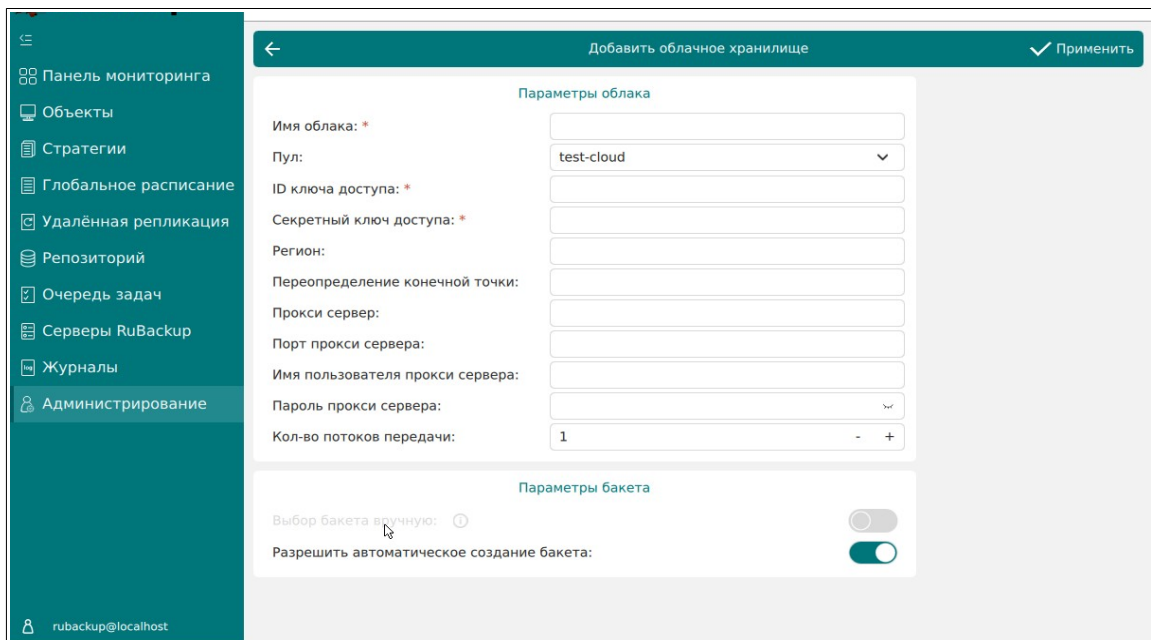 Добавить облачное хранилище
Применить
Панель мониторинга
Объекты
Стратегии
Глобальное расписание
Удалённая репликация
Репозиторий
Очередь задач
Серверы RuBackup
Журналы
Администрирование
rubackup@localhost
Параметры облака
Имя облака: *
Пул: test-cloud
ID ключа доступа: *
Секретный ключ доступа: *
Регион:
Переопределение конечной точки:
Прокси сервер:
Порт прокси сервера:
Имя пользователя прокси сервера:
Пароль прокси сервера:
Кол-во потоков передачи: 1 - +
Параметры бакета
Выбор бакета вручную:
Разрешить автоматическое создание бакета: